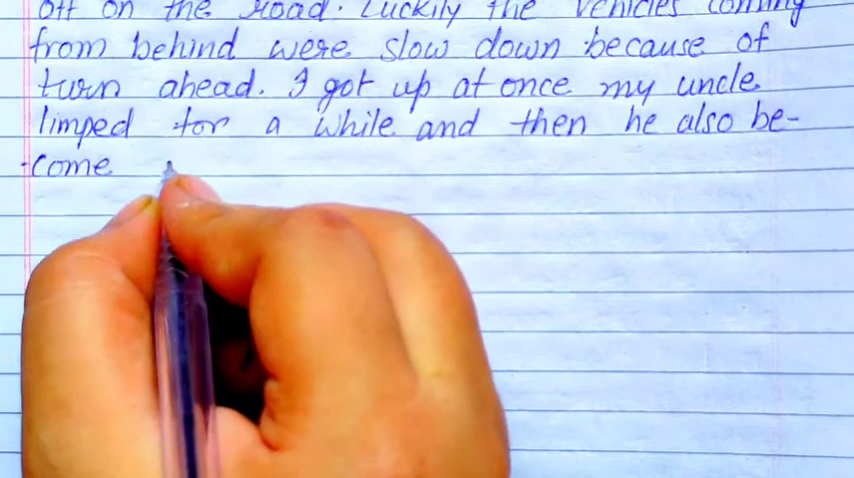 off on the road. Luckily the vehicles coming
from behind were slow down because of
turn ahead. I got up at once my uncle
limped for a while and then he also be-
-come